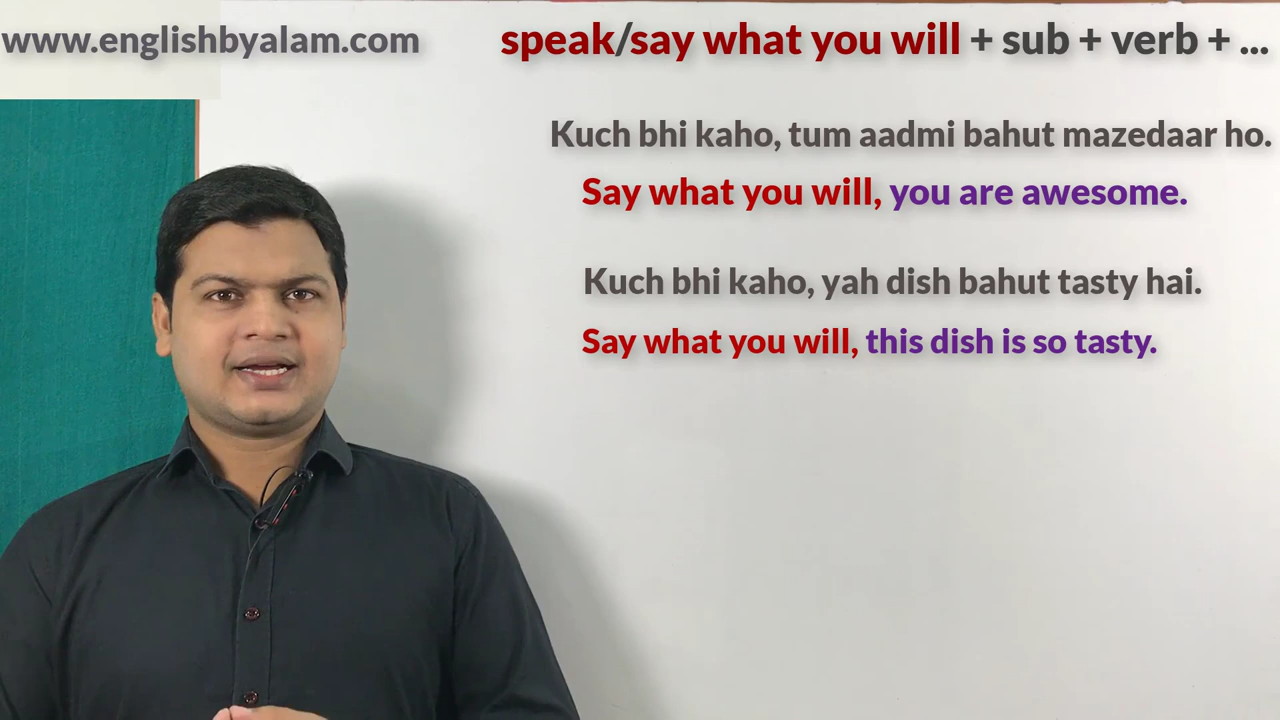 www.englishbyalam.com
speak/say what you will + sub + verb + ...
Kuch bhi kaho, tum aadmi bahut mazedaar ho.
Say what you will, you are awesome.
Kuch bhi kaho, yah dish bahut tasty hai.
Say what you will, this dish is so tasty.